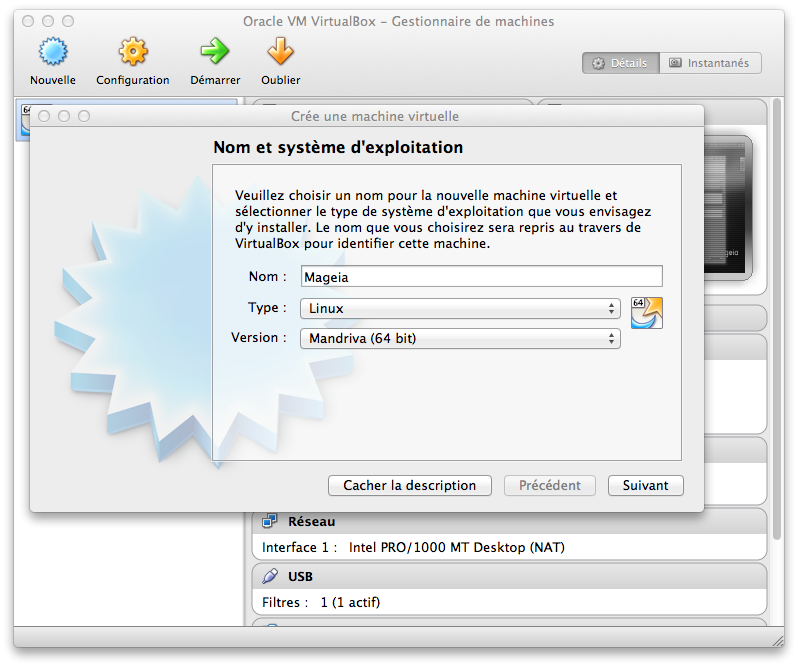 Oracle VM VirtualBox – Gestionnaire de machines
Nouvelle
Configuration
Démarrer
Oublier
Détails
Instantanés
64
Crée une machine virtuelle
Nom et système d'exploitation
Veuillez choisir un nom pour la nouvelle machine virtuelle et
sélectionner le type de système d'exploitation que vous envisagez
d'y installer. Le nom que vous choisirez sera repris au travers de
VirtualBox pour identifier cette machine.
Nom : Mageia
Type : Linux
64
Version : Mandriva (64 bit)
Cacher la description
Précédent
Suivant
Réseau
Interface 1 : Intel PRO/1000 MT Desktop (NAT)
USB
Filtres : 1 (1 actif)